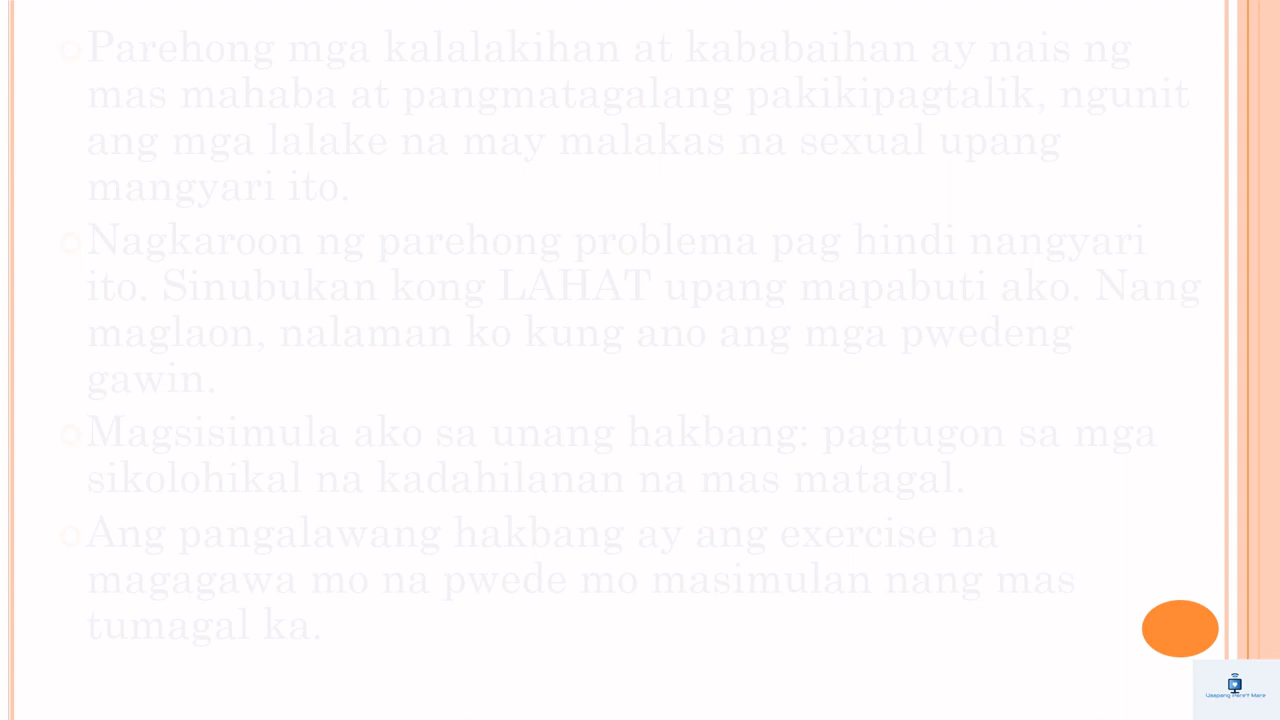 Parehong mga kalalakihan at kababaihan ay nais ng
mas mahaba at pangmatagalang pakikipagtalik, ngunit
ang mga lalake na may malakas na sexual upang
mangyari ito.
Nagkaroon ng parehong problema pag hindi nangyari
ito. Sinubukan kong LAHAT upang mapabuti ako. Nang
maglaon, nalaman ko kung ano ang mga pwedeng
gawin.
Magsisimula ako sa unang hakbang: pagtugon sa mga
sikolohikal na kadahilanan na mas matagal.
Ang pangalawang hakbang ay ang exercise na
magagawa mo na pwede mo masimulan nang mas
tumagal ka.
Usapang